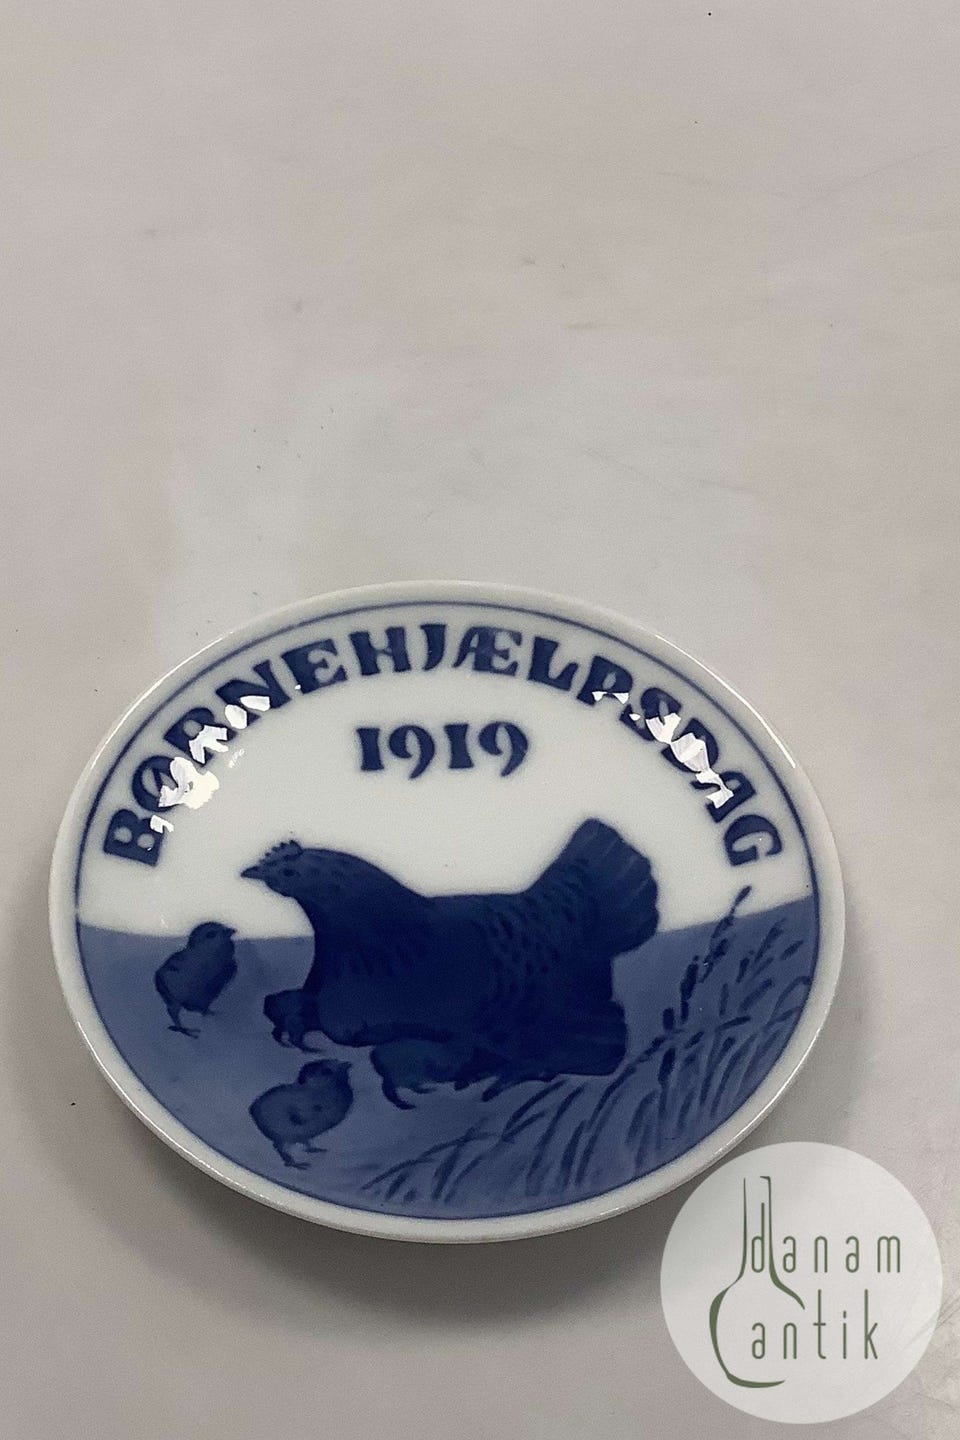 BØRNEHJÆLPSDAG
1919
danam
antik